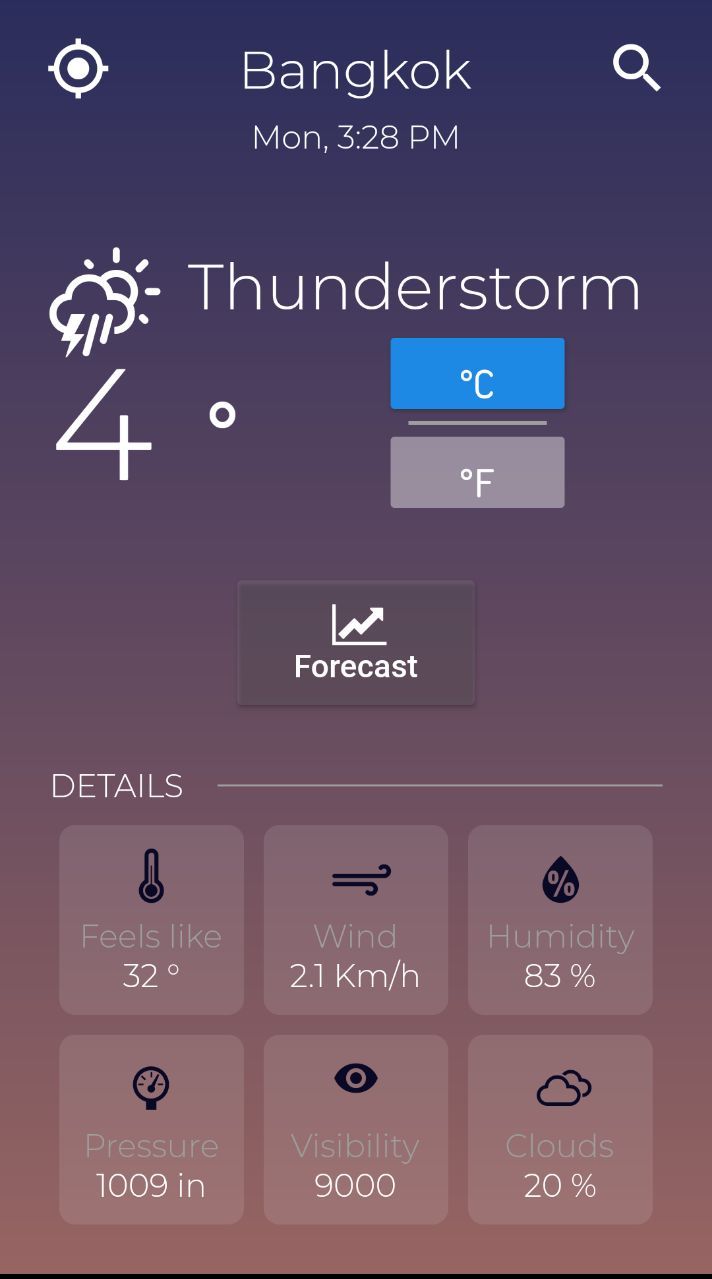 Bangkok
Mon, 3:28 PM
Thunderstorm
4 °
°C
°F
Forecast
DETAILS
Feels like
32 °
Wind
2.1 Km/h
%
Humidity
83 %
Pressure
1009 in
Visibility
9000
Clouds
20 %